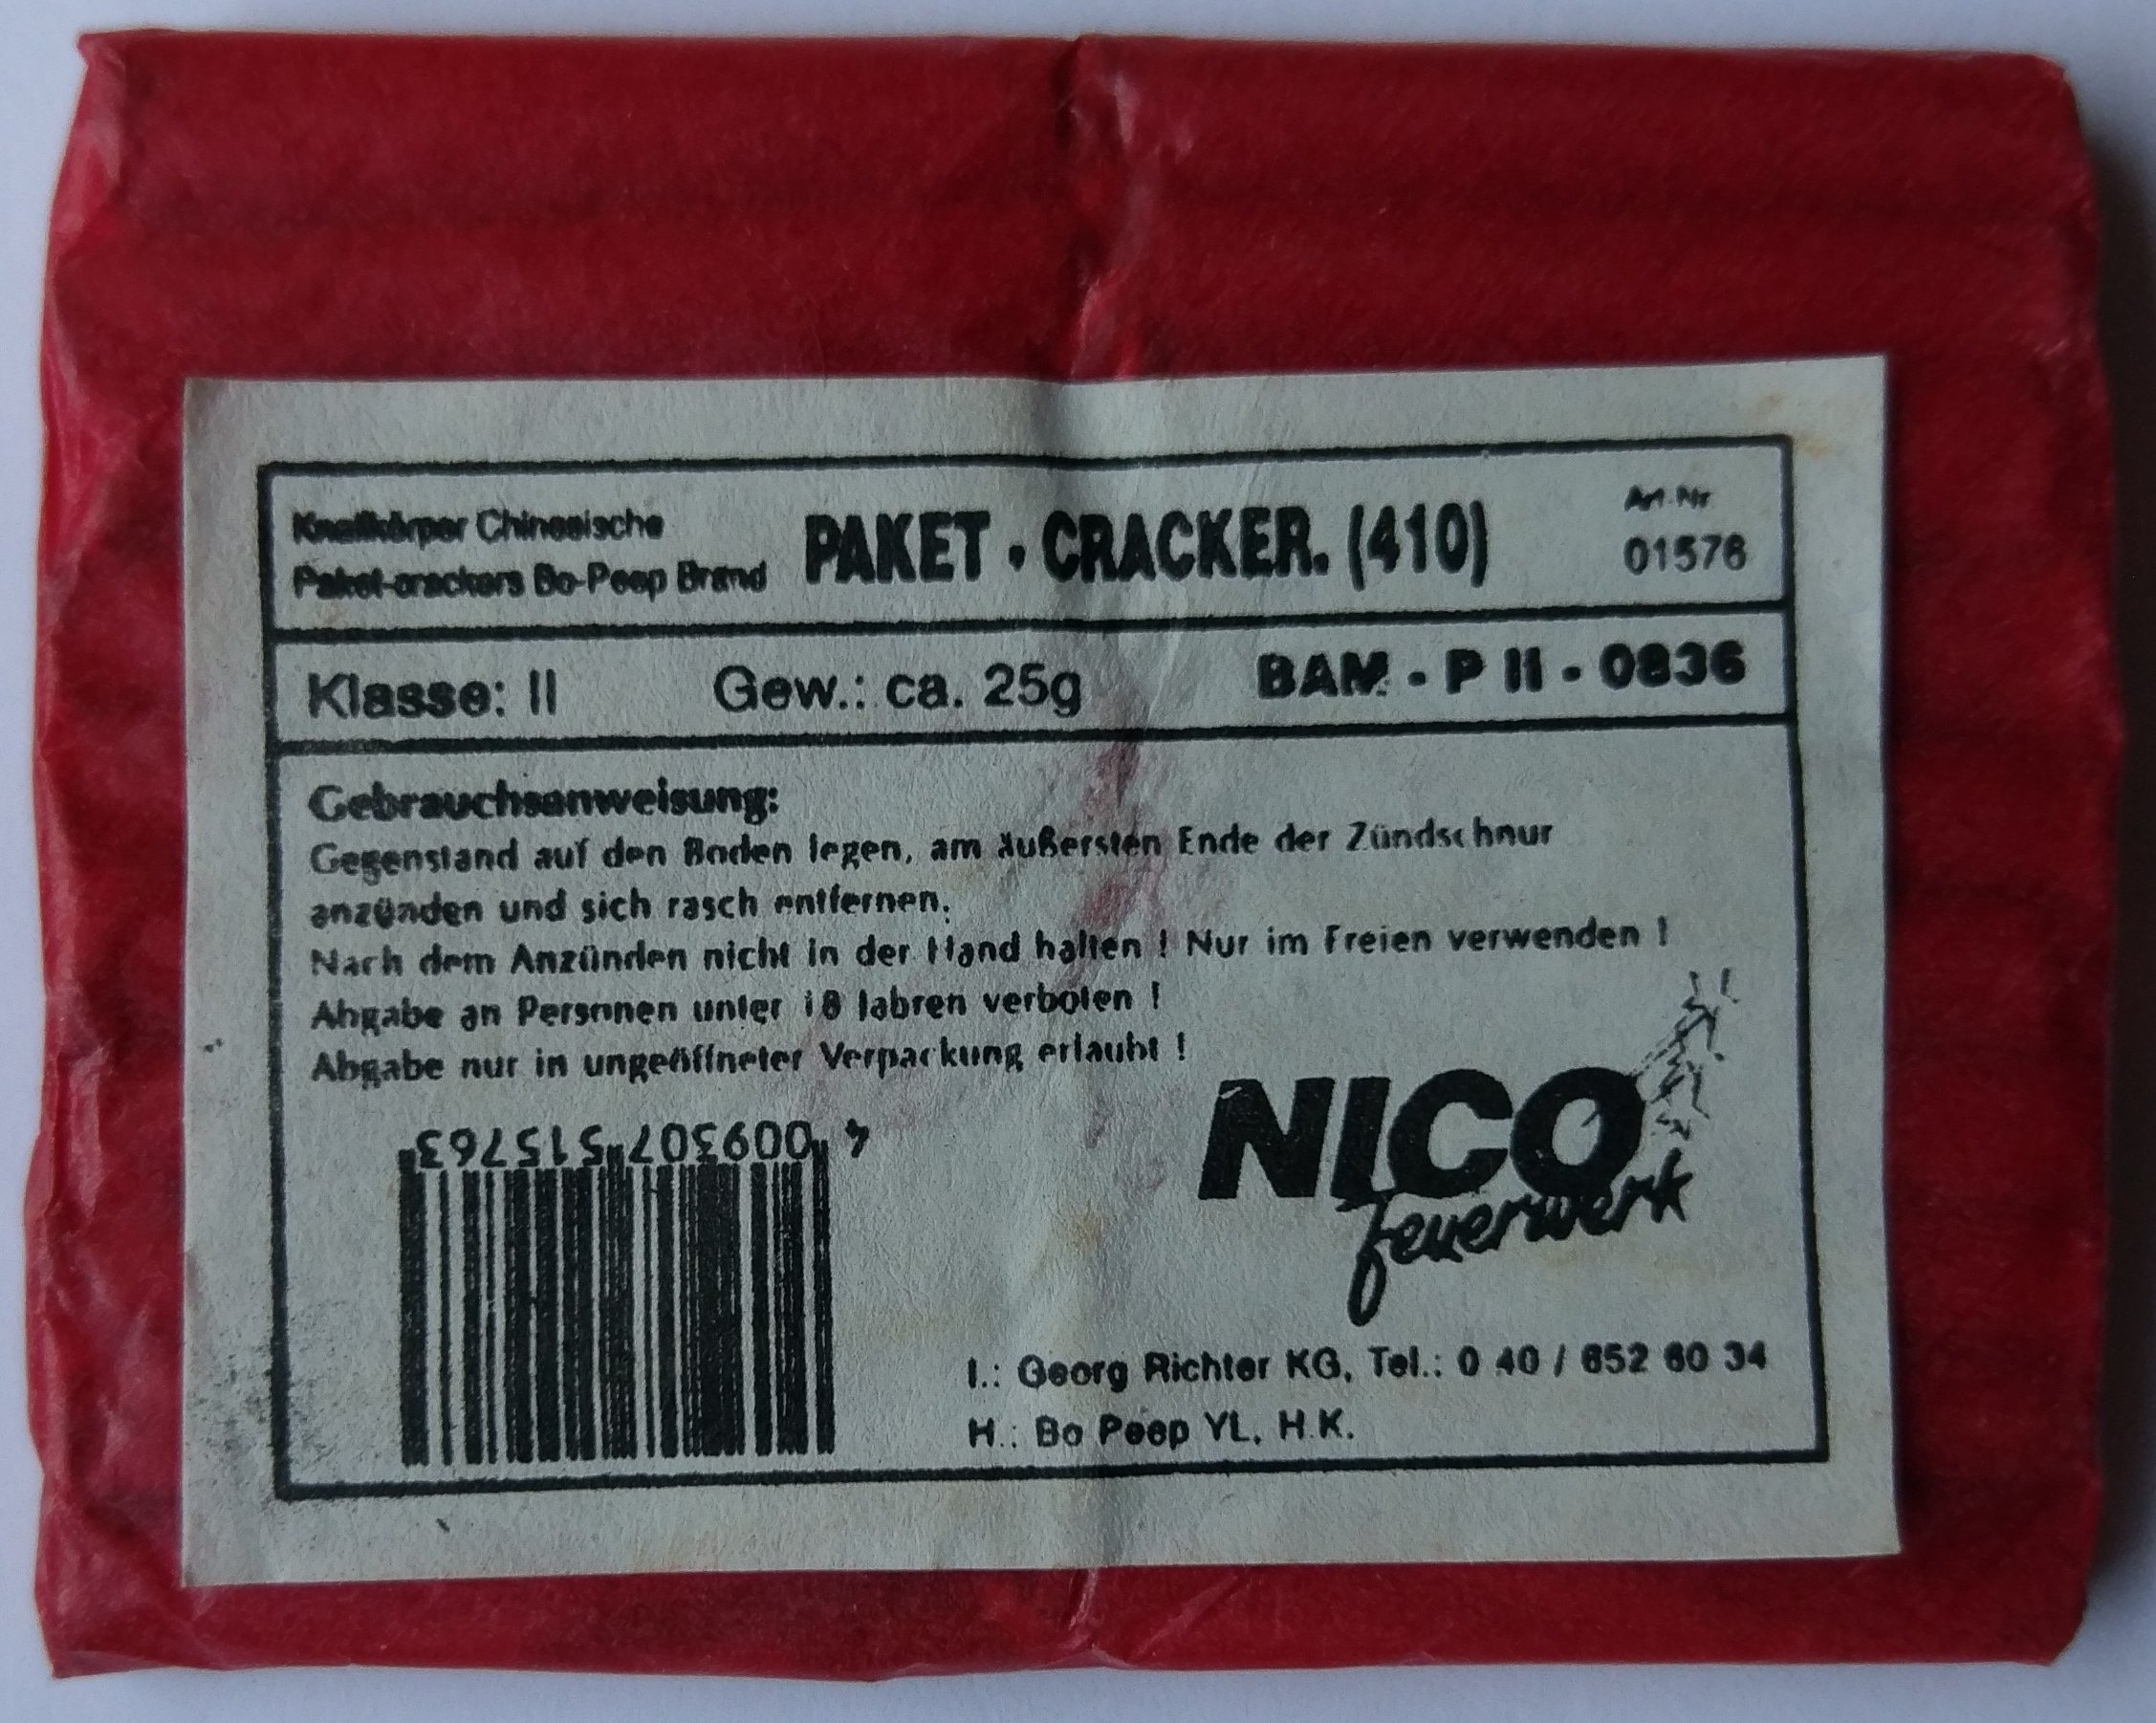 Knallkörper Chinesische
Paket-crackers Bo-Peep Brand
PAKET . CRACKER. (410)
Art.-Nr.
01576
Klasse: II Gew.: ca. 25g BAM - P II - 0836
Gebrauchsanweisung:
Gegenstand auf den Boden legen, am äußersten Ende der Zündschnur
anzünden und sich rasch entfernen.
Nach dem Anzünden nicht in der Hand halten ! Nur im Freien verwenden !
Abgabe an Personen unter 18 Jahren verboten !
Abgabe nur in ungeöffneter Verpackung erlaubt !
4 009307 515763
NICO
feuerwerk
I.: Georg Richter KG, Tel.: 0 40 / 652 60 34
H.: Bo Peep YL, H.K.